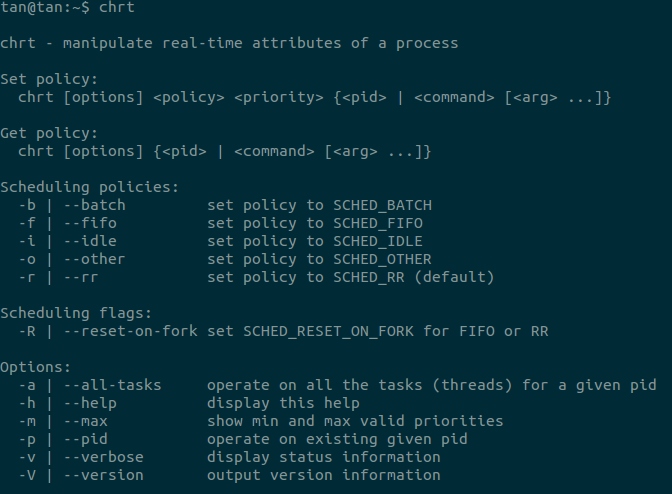 tan@tan:~$ chrt
chrt - manipulate real-time attributes of a process
Set policy:
  chrt [options] <policy> <priority> {<pid> | <command> [<arg> ...]}
Get policy:
  chrt [options] {<pid> | <command> [<arg> ...]}
Scheduling policies:
  -b | --batch         set policy to SCHED_BATCH
  -f | --fifo          set policy to SCHED_FIFO
  -i | --idle          set policy to SCHED_IDLE
  -o | --other         set policy to SCHED_OTHER
  -r | --rr            set policy to SCHED_RR (default)
Scheduling flags:
  -R | --reset-on-fork set SCHED_RESET_ON_FORK for FIFO or RR
Options:
  -a | --all-tasks     operate on all the tasks (threads) for a given pid
  -h | --help          display this help
  -m | --max           show min and max valid priorities
  -p | --pid           operate on existing given pid
  -v | --verbose       display status information
  -V | --version       output version information